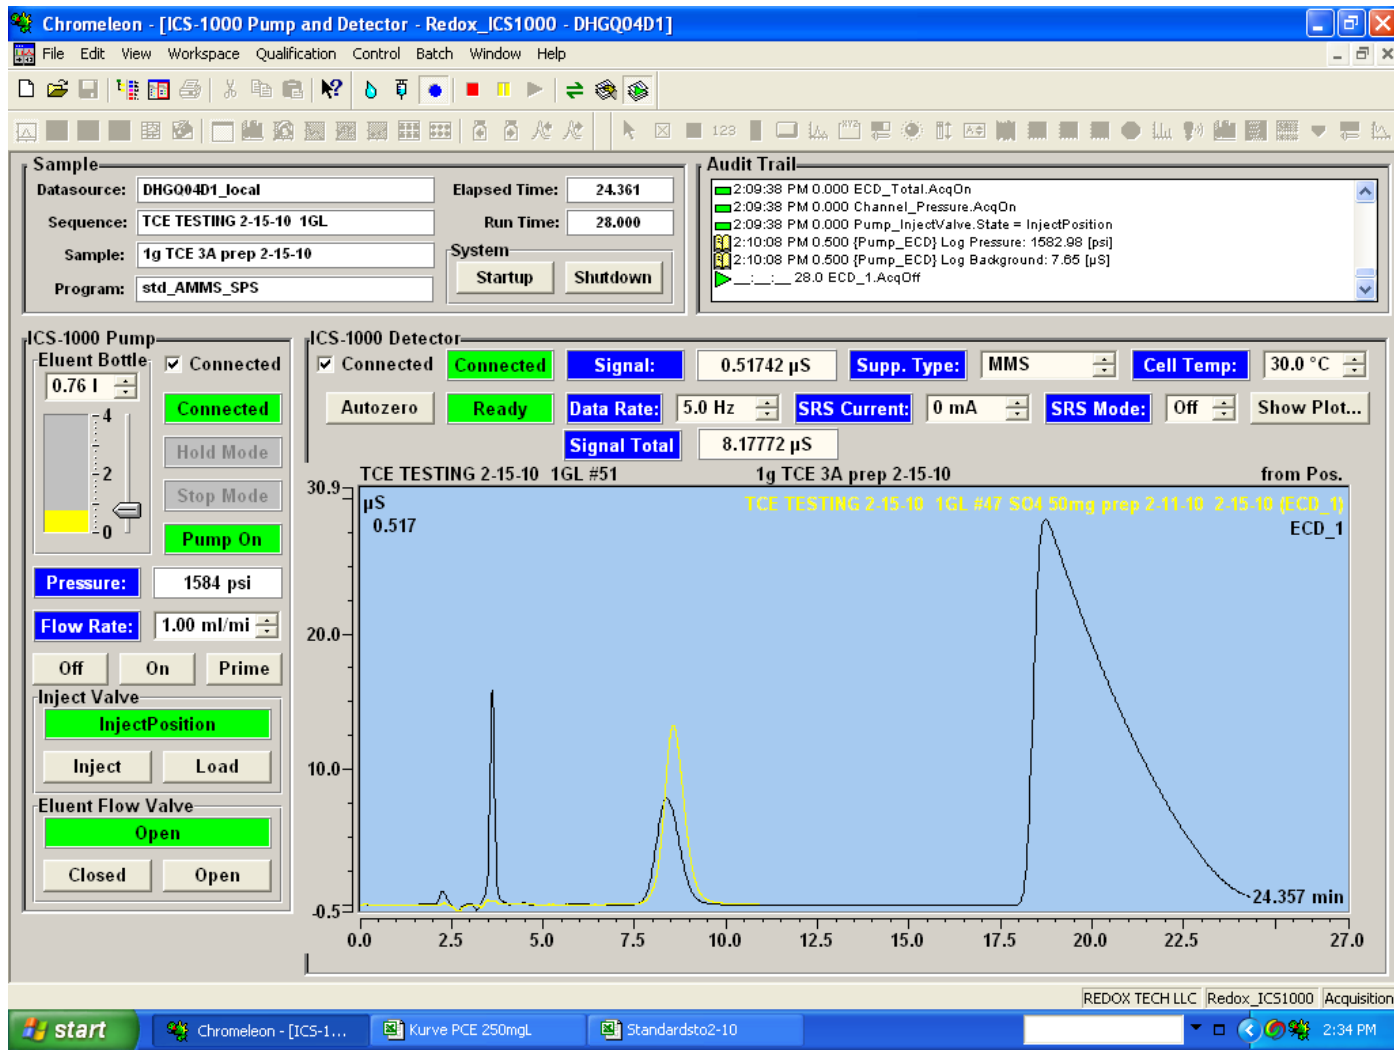 Chromeleon - [ICS-1000 Pump and Detector - Redox_ICS1000 - DHGQ04D1]
File Edit View Workspace Qualification Control Batch Window Help
123
Sample
Datasource: DHGQ04D1_local
Elapsed Time: 24.361
Sequence: TCE TESTING 2-15-10 1GL
Run Time: 28.000
Sample: 1g TCE 3A prep 2-15-10
System
Startup Shutdown
Program: std_AMMS_SPS
Audit Trail
2:09:38 PM 0.000 ECD_Total.AcqOn
2:09:38 PM 0.000 Channel_Pressure.AcqOn
2:09:38 PM 0.000 Pump_InjectValve.State = InjectPosition
2:10:08 PM 0.500 {Pump_ECD} Log Pressure: 1582.98 [psi]
2:10:08 PM 0.500 {Pump_ECD} Log Background: 7.65 [µS]
__:__:__ 28.0 ECD_1.AcqOff
ICS-1000 Pump
Eluent Bottle
0.76 l
Connected
Connected
4
Hold Mode
2
Stop Mode
0
Pump On
Pressure: 1584 psi
Flow Rate: 1.00 ml/mi
Off On Prime
Inject Valve
InjectPosition
Inject Load
Eluent Flow Valve
Open
Closed Open
ICS-1000 Detector
Connected Connected Signal: 0.51742 µS Supp. Type: MMS Cell Temp: 30.0 °C
Autozero Ready Data Rate: 5.0 Hz SRS Current: 0 mA SRS Mode: Off Show Plot...
Signal Total 8.17772 µS
TCE TESTING 2-15-10 1GL #51 1g TCE 3A prep 2-15-10 from Pos.
30.9
µS
TCE TESTING 2-15-10 1GL #47 SO4 50mg prep 2-11-10 2-15-10 (ECD_1)
0.517
ECD_1
20.0
10.0
24.357 min
-0.5
0.0 2.5 5.0 7.5 10.0 12.5 15.0 17.5 20.0 22.5 27.0
REDOX TECH LLC Redox_ICS1000 Acquisition
start Chromeleon - [ICS-1... Kurve PCE 250mgL Standardsto2-10 2:34 PM